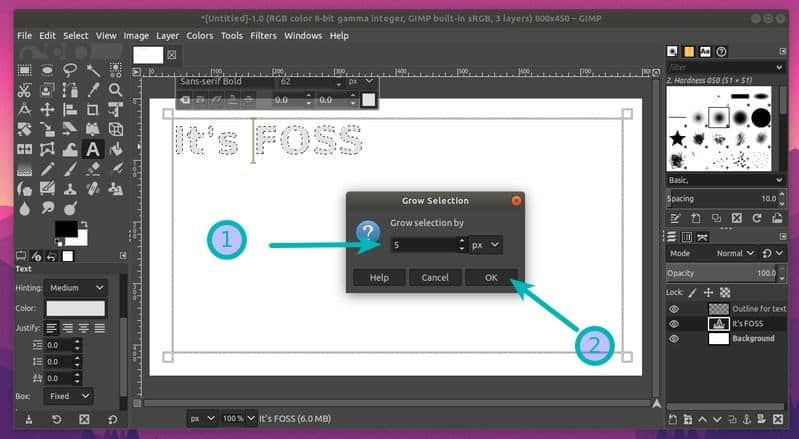 *[Untitled]-1.0 (RGB color 8-bit gamma integer, GIMP built-in sRGB, 3 layers) 800x450 – GIMP
File Edit Select View Image Layer Colors Tools Filters Windows Help
Sans-serif Bold 62 px
0.0 0.0
It's FOSS
Grow Selection
Grow selection by
1
5 px
Help Cancel OK
2
Text
Hinting: Medium
Color:
Justify:
0.0
0.0
0.0
Box: Fixed
px 100 % It's FOSS (6.0 MB)
Filter
2. Hardness 050 (51 × 51)
Basic,
Spacing 10.0
Mode Normal
Opacity 100.0
Lock:
Outline for text
It's FOSS
Background